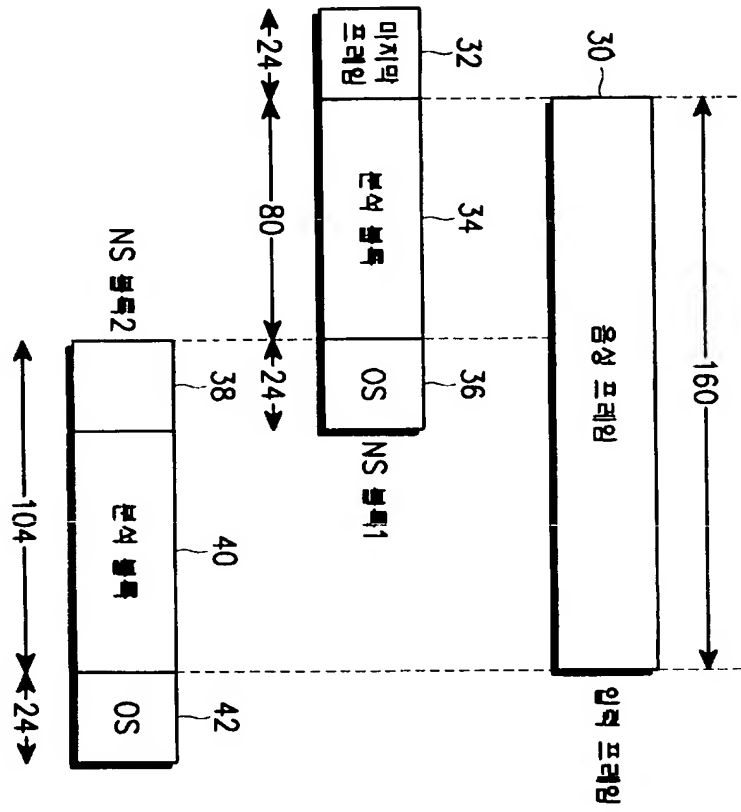 160
30
음성 프레임
입력 프레임
32
34
36
마지막
프레임
분석 블록
OS
NS 블록1
24
80
24
38
40
42
NS 블록2
분석 블록
OS
104
24